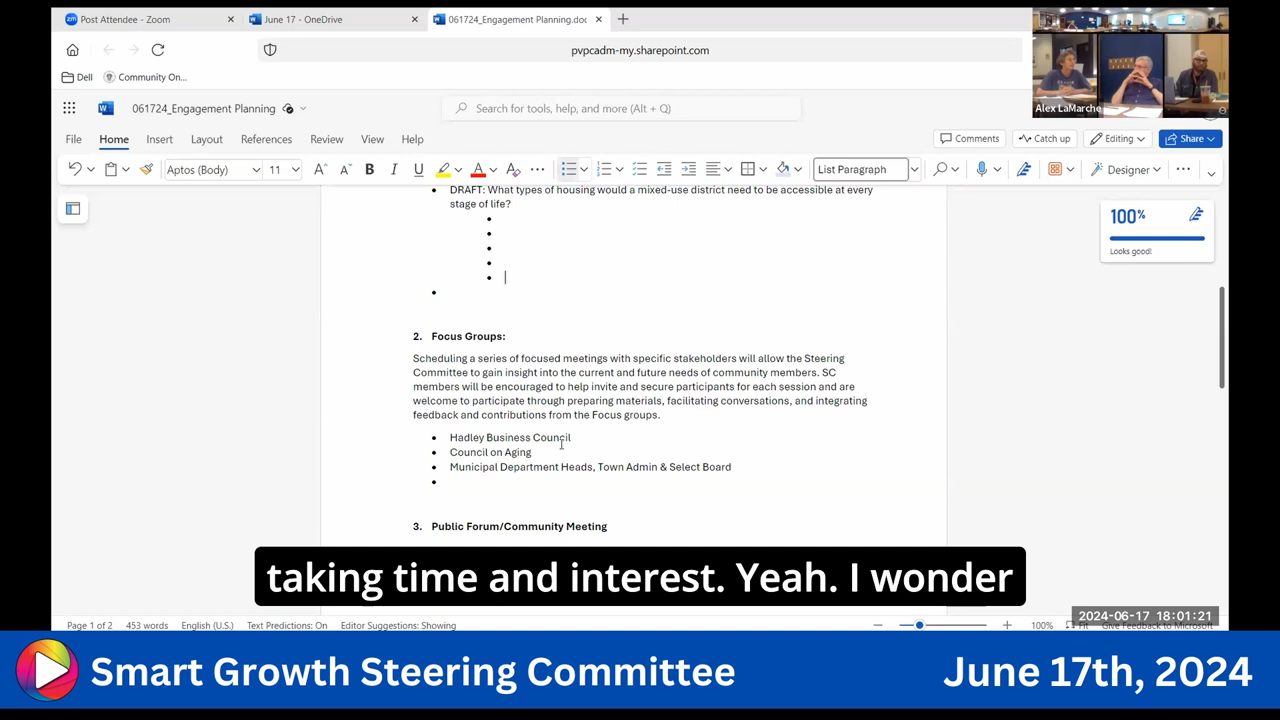 Post Attendee - Zoom
June 17 - OneDrive
061724_Engagement Planning.doc
pvpcadm-my.sharepoint.com
Dell
Community On...
Alex LaMarche
061724_Engagement Planning
Search for tools, help, and more (Alt + Q)
File Home Insert Layout References Review View Help
Comments Catch up Editing Share
Aptos (Body) 11 A A B I U A A List Paragraph Designer
• DRAFT: What types of housing would a mixed-use district need to be accessible at every
stage of life?
100%
Looks good!
2. Focus Groups:
Scheduling a series of focused meetings with specific stakeholders will allow the Steering
Committee to gain insight into the current and future needs of community members. SC
members will be encouraged to help invite and secure participants for each session and are
welcome to participate through preparing materials, facilitating conversations, and integrating
feedback and contributions from the Focus groups.
• Hadley Business Council
• Council on Aging
• Municipal Department Heads, Town Admin & Select Board
3. Public Forum/Community Meeting
taking time and interest. Yeah. I wonder
2024-06-17 18:01:21
Page 1 of 2 453 words English (U.S.) Text Predictions: On Editor Suggestions: Showing 100% Fit Give Feedback to Microsoft
Smart Growth Steering Committee
June 17th, 2024